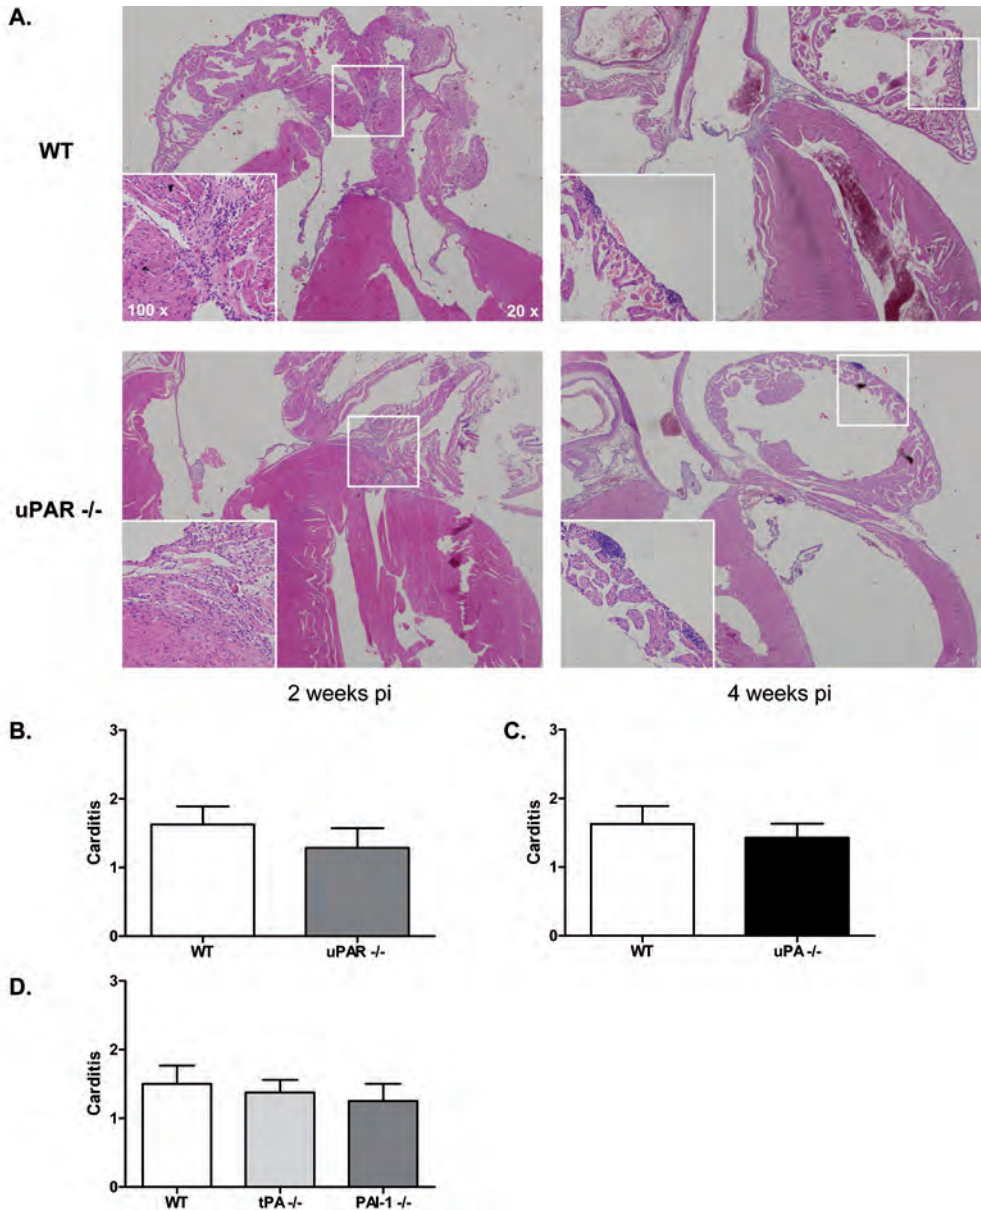 A.
WT
100 x
20 x
uPAR -/-
2 weeks pi
4 weeks pi
B.
3
2
1
0
Carditis
WT
uPAR -/-
C.
3
2
1
0
Carditis
WT
uPA -/-
D.
3
2
1
0
Carditis
WT
tPA -/-
PAI-1 -/-